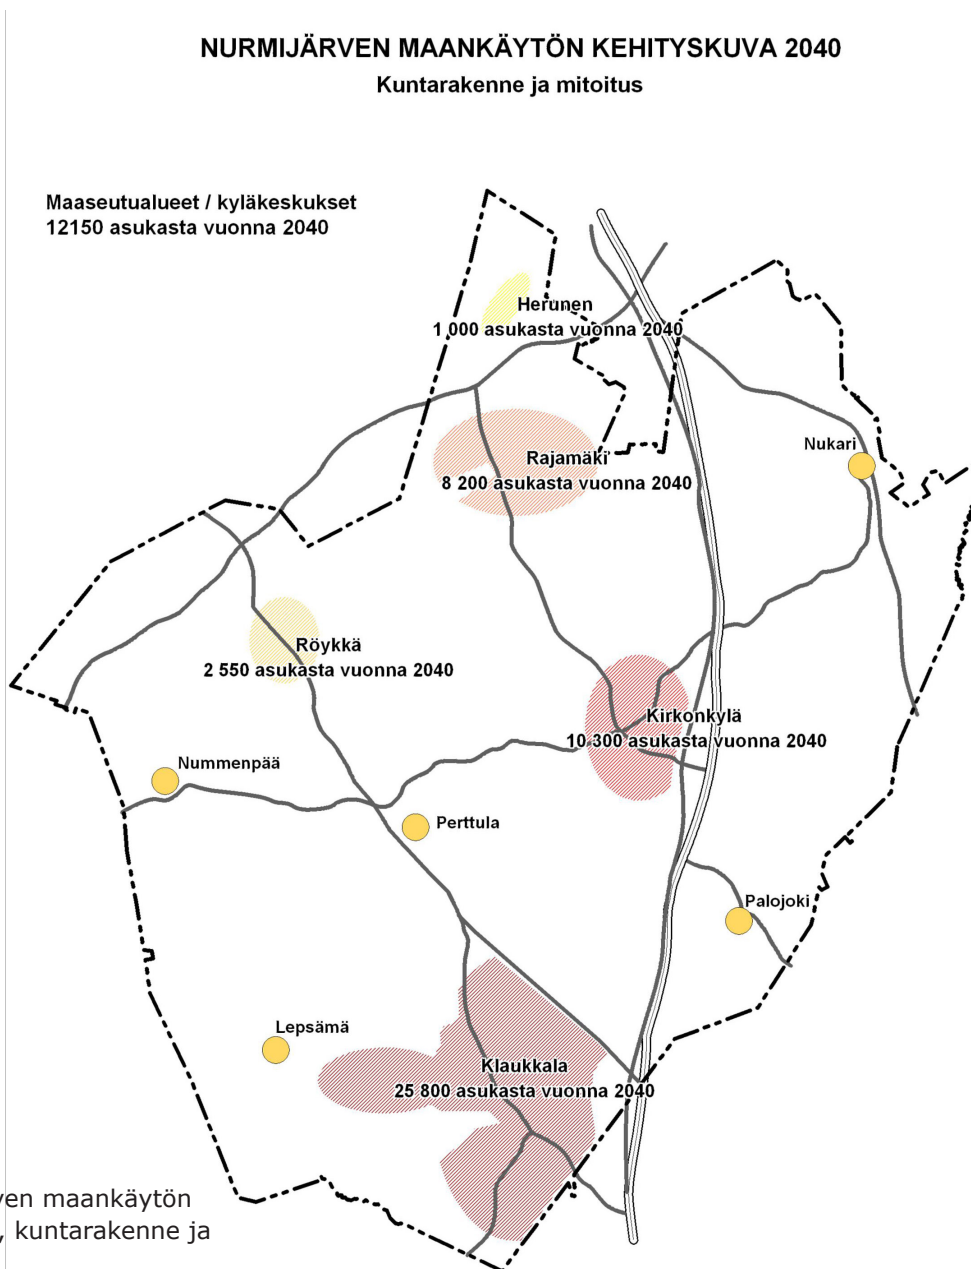 NURMIJÄRVEN MAANKÄYTÖN KEHITYSKUVA 2040
Kuntarakenne ja mitoitus
Maaseutualueet / kyläkeskukset
12150 asukasta vuonna 2040
Herunen
1 000 asukasta vuonna 2040
Rajamäki
8 200 asukasta vuonna 2040
Nukari
Röykkä
2 550 asukasta vuonna 2040
Kirkonkylä
10 300 asukasta vuonna 2040
Nummenpää
Perttula
Palojoki
Lepsämä
Klaukkala
25 800 asukasta vuonna 2040
ven maankäytön
, kuntarakenne ja